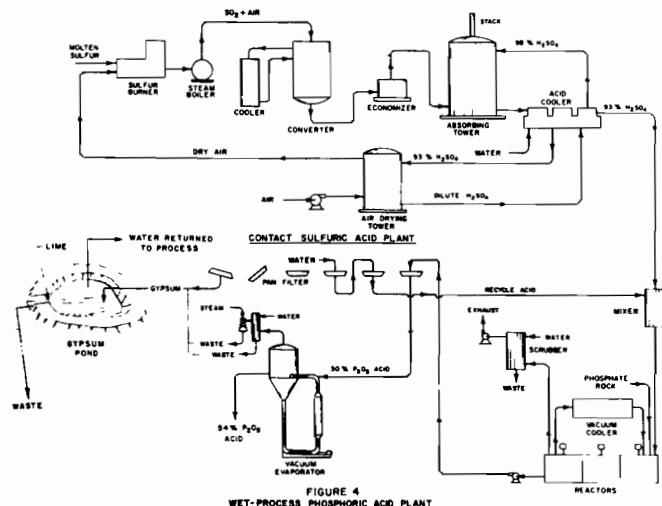 SO2 + AIR
STACK
MOLTEN
SULFUR
98 % H2SO4
SULFUR
BURNER
STEAM
BOILER
COOLER
CONVERTER
ECONOMIZER
ABSORBING
TOWER
ACID
COOLER
93 % H2SO4
WATER
DRY AIR
93 % H2SO4
AIR
DILUTE H2SO4
AIR DRYING
TOWER
CONTACT SULFURIC ACID PLANT
WATER RETURNED
TO PROCESS
LIME
GYPSUM
PAN FILTER
WATER
RECYCLE ACID
MIXER
STEAM
WATER
WASTE
WASTE
GYPSUM
POND
WASTE
EXHAUST
WATER
SCRUBBER
WASTE
PHOSPHATE
ROCK
30 % P2O5 ACID
54 % P2O5
ACID
VACUUM
EVAPORATOR
VACUUM
COOLER
REACTORS
FIGURE 4
WET-PROCESS PHOSPHORIC ACID PLANT